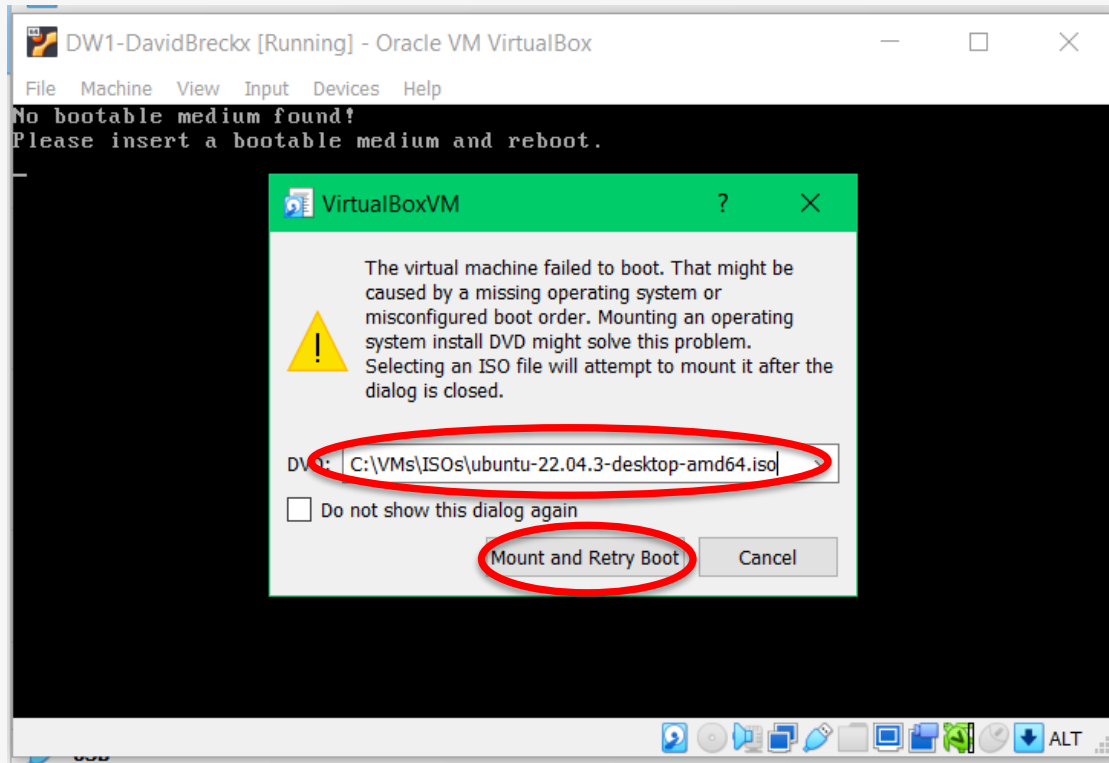 DW1-DavidBreckx [Running] - Oracle VM VirtualBox
File Machine View Input Devices Help
No bootable medium found!
Please insert a bootable medium and reboot.
VirtualBoxVM ?
The virtual machine failed to boot. That might be
caused by a missing operating system or
misconfigured boot order. Mounting an operating
system install DVD might solve this problem.
Selecting an ISO file will attempt to mount it after the
dialog is closed.
!
DVD: C:\VMs\ISOs\ubuntu-22.04.3-desktop-amd64.iso
Do not show this dialog again
Mount and Retry Boot Cancel
ALT